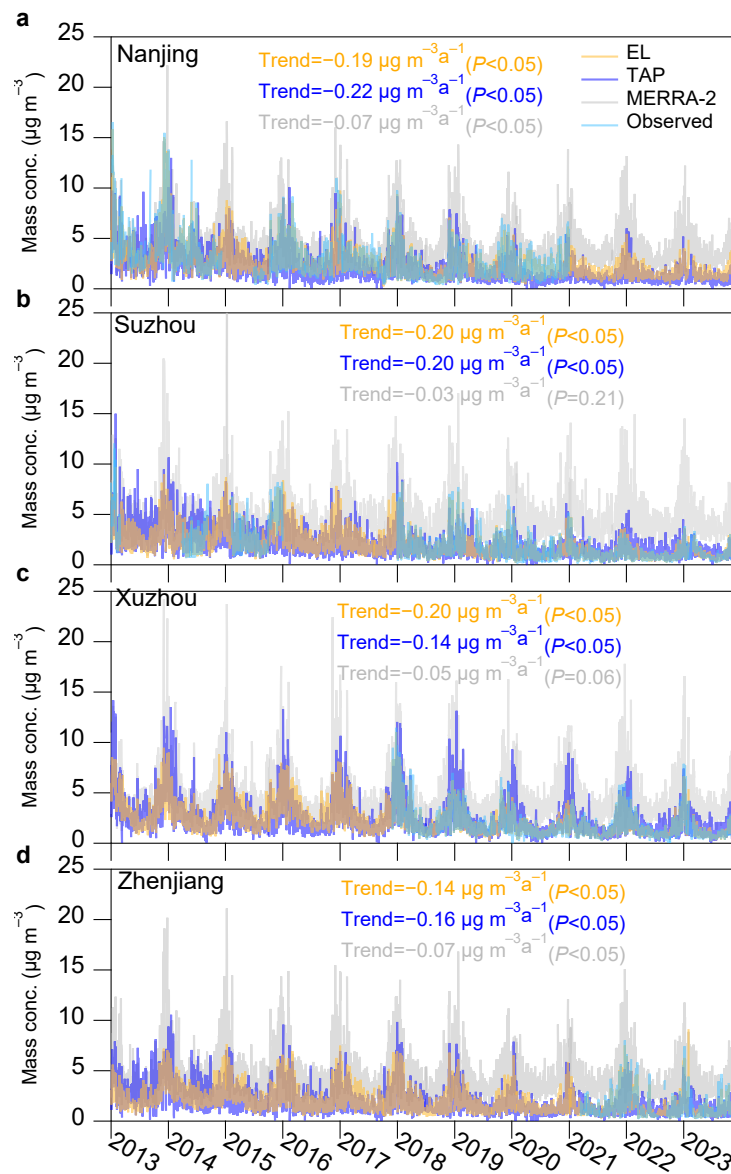 a
25
Nanjing
Trend=−0.19 µg m⁻³a⁻¹(P<0.05)
EL
20
Trend=−0.22 µg m⁻³a⁻¹(P<0.05)
TAP
Trend=−0.07 µg m⁻³a⁻¹(P<0.05)
MERRA-2
Observed
15
10
5
0
Mass conc. (µg m⁻³)
b
25
Suzhou
Trend=−0.20 µg m⁻³a⁻¹(P<0.05)
20
Trend=−0.20 µg m⁻³a⁻¹(P<0.05)
Trend=−0.03 µg m⁻³a⁻¹(P=0.21)
15
10
5
0
Mass conc. (µg m⁻³)
c
25
Xuzhou
Trend=−0.20 µg m⁻³a⁻¹(P<0.05)
20
Trend=−0.14 µg m⁻³a⁻¹(P<0.05)
Trend=−0.05 µg m⁻³a⁻¹(P=0.06)
15
10
5
0
Mass conc. (µg m⁻³)
d
25
Zhenjiang
Trend=−0.14 µg m⁻³a⁻¹(P<0.05)
20
Trend=−0.16 µg m⁻³a⁻¹(P<0.05)
Trend=−0.07 µg m⁻³a⁻¹(P<0.05)
15
10
5
0
Mass conc. (µg m⁻³)
2013 2014 2015 2016 2017 2018 2019 2020 2021 2022 2023